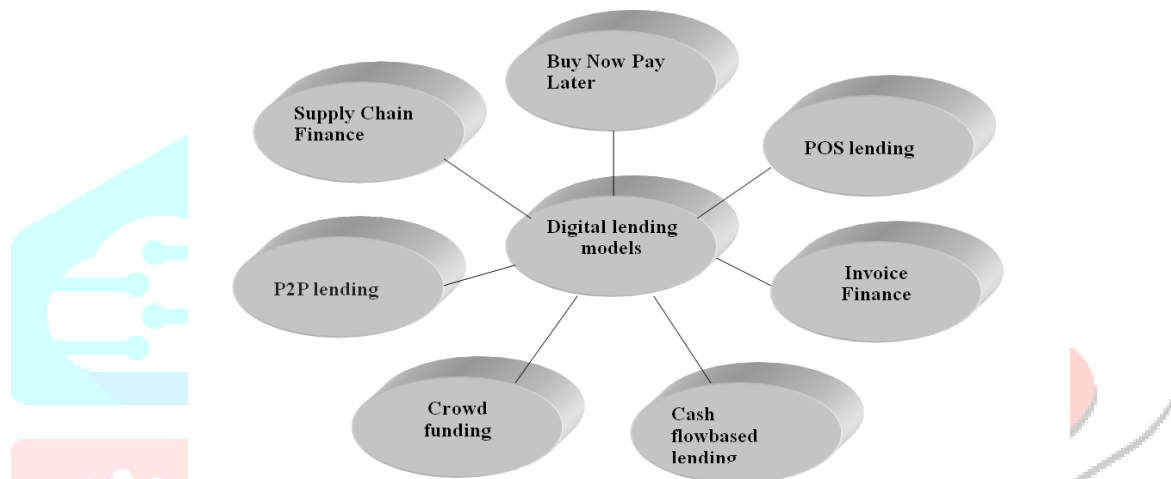 Buy Now Pay
Later
Supply Chain
Finance
POS lending
Digital lending
models
P2P lending
Invoice
Finance
Crowd
funding
Cash
flowbased
lending